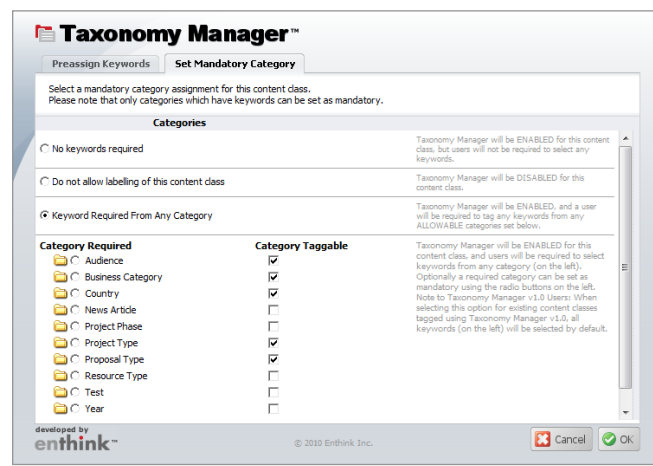 Taxonomy Manager™
Preassign Keywords
Set Mandatory Category
Select a mandatory category assignment for this content class.
Please note that only categories which have keywords can be set as mandatory.
Categories
No keywords required
Taxonomy Manager will be ENABLED for this content
class, but users will not be required to select any
keywords.
Do not allow labelling of this content class
Taxonomy Manager will be DISABLED for this
content class.
Keyword Required From Any Category
Taxonomy Manager will be ENABLED, and a user
will be required to tag any keywords from any
ALLOWABLE categories set below.
Category Required
Category Taggable
Audience
Business Category
Country
News Article
Project Phase
Project Type
Proposal Type
Resource Type
Test
Year
Taxonomy Manager will be ENABLED for this
content class, and users will be required to select
keywords from any category (on the left).
Optionally a required category can be set as
mandatory using the radio buttons on the left.
Note to Taxonomy Manager v1.0 Users: When
selecting this option for existing content classes
tagged using Taxonomy Manager v1.0, all
keywords (on the left) will be selected by default.
developed by
enthink™
© 2010 Enthink Inc.
Cancel
OK